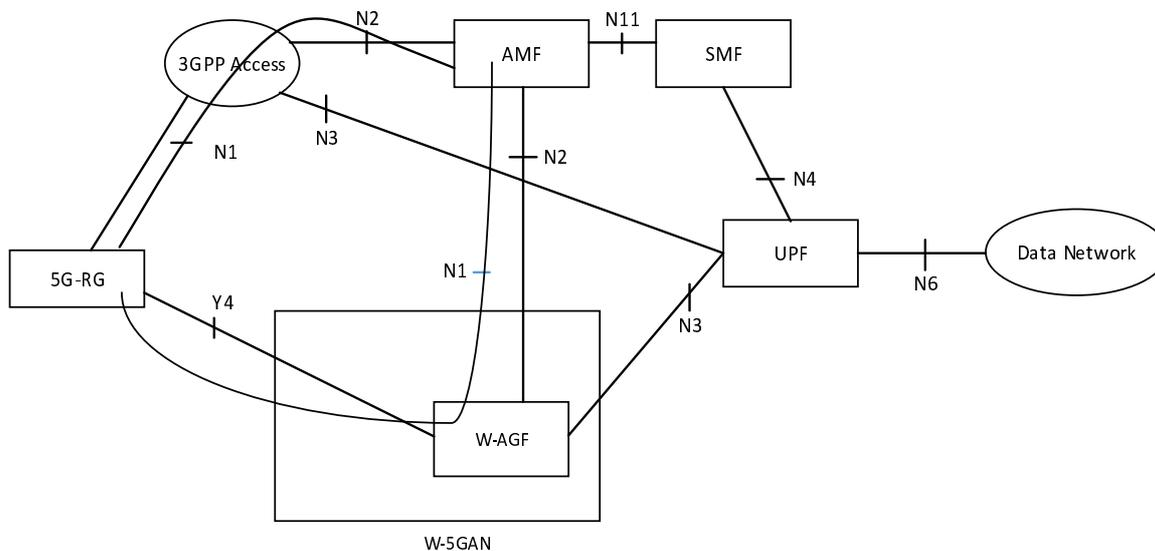 N2
N11
3GPP Access
AMF
SMF
N3
N1
N2
N4
5G-RG
N1
UPF
Data Network
N6
Y4
N3
W-AGF
W-5GAN